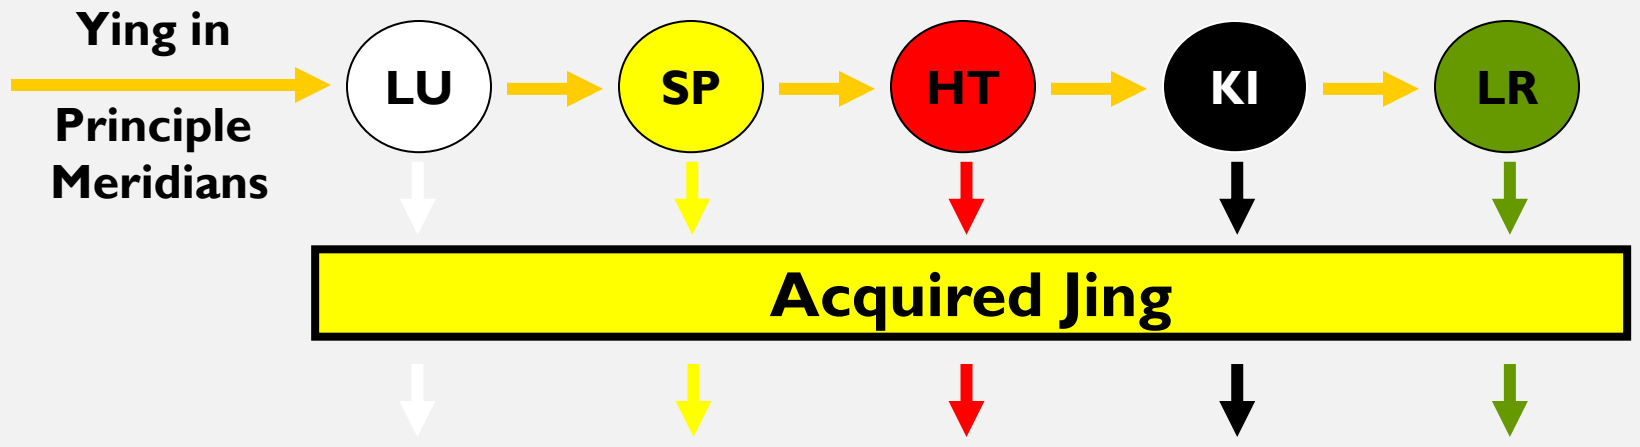 Ying in
Principle
Meridians
LU
SP
HT
KI
LR
Acquired Jing